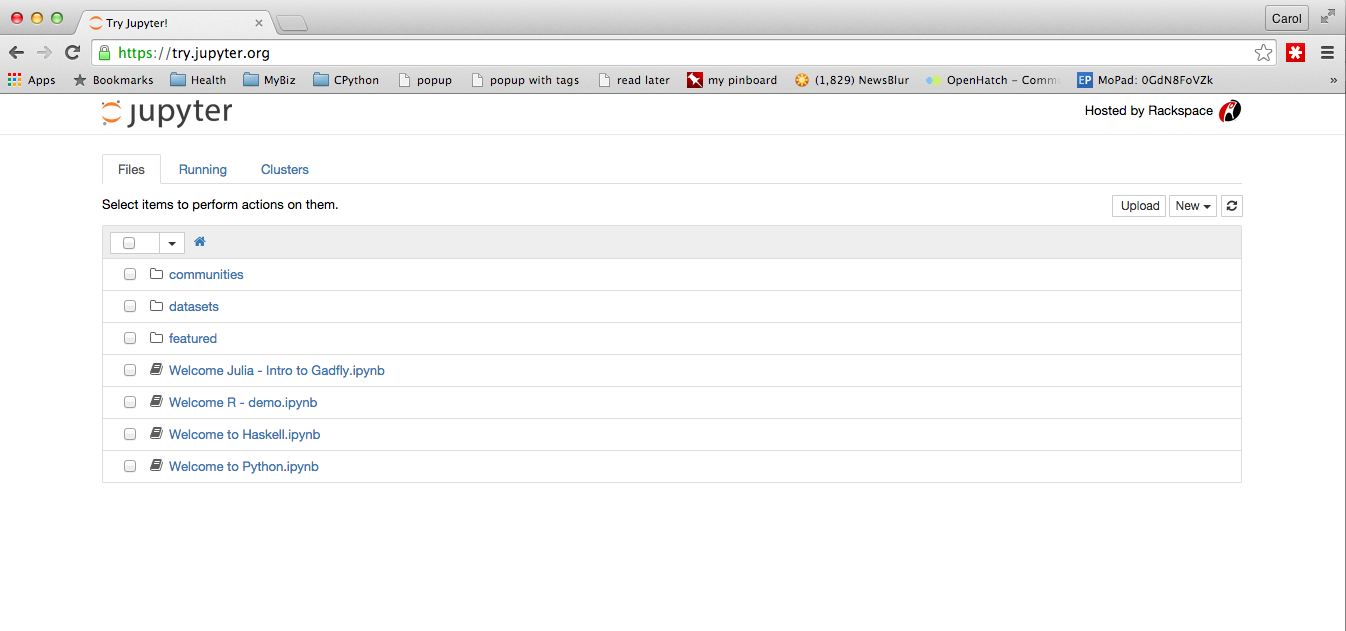 Try Jupyter!
Carol
https://try.jupyter.org
Apps Bookmarks Health MyBiz CPython popup popup with tags read later my pinboard (1,829) NewsBlur OpenHatch – Commu EP MoPad: 0GdN8FoVZk »
jupyter Hosted by Rackspace
Files Running Clusters
Select items to perform actions on them. Upload New
communities
datasets
featured
Welcome Julia - Intro to Gadfly.ipynb
Welcome R - demo.ipynb
Welcome to Haskell.ipynb
Welcome to Python.ipynb